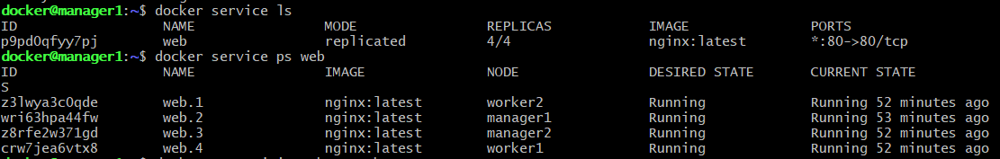 docker@manager1:~$ docker service ls
ID NAME MODE REPLICAS IMAGE PORTS
p9pd0qfyy7pj web replicated 4/4 nginx:latest *:80->80/tcp
docker@manager1:~$ docker service ps web
ID NAME IMAGE NODE DESIRED STATE CURRENT STATE
S
z3lwya3c0qde web.1 nginx:latest worker2 Running Running 52 minutes ago
wri63hpa44fw web.2 nginx:latest manager1 Running Running 53 minutes ago
z8rfe2w371gd web.3 nginx:latest manager2 Running Running 52 minutes ago
crw7jea6vtx8 web.4 nginx:latest worker1 Running Running 52 minutes ago